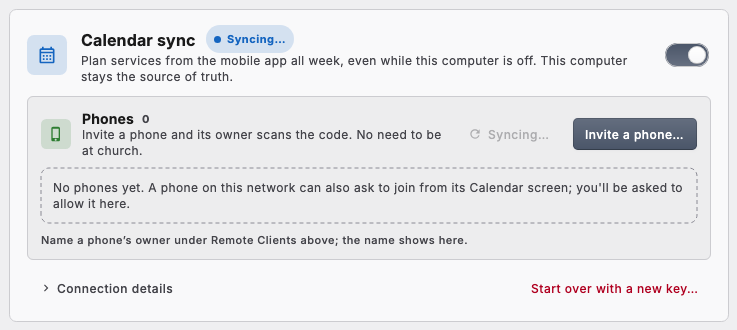 Calendar sync
Syncing...
Plan services from the mobile app all week, even while this computer is off. This computer
stays the source of truth.
Phones 0
Invite a phone and its owner scans the code. No need to be
at church.
Syncing...
Invite a phone...
No phones yet. A phone on this network can also ask to join from its Calendar screen; you'll be asked to
allow it here.
Name a phone's owner under Remote Clients above; the name shows here.
Connection details
Start over with a new key...